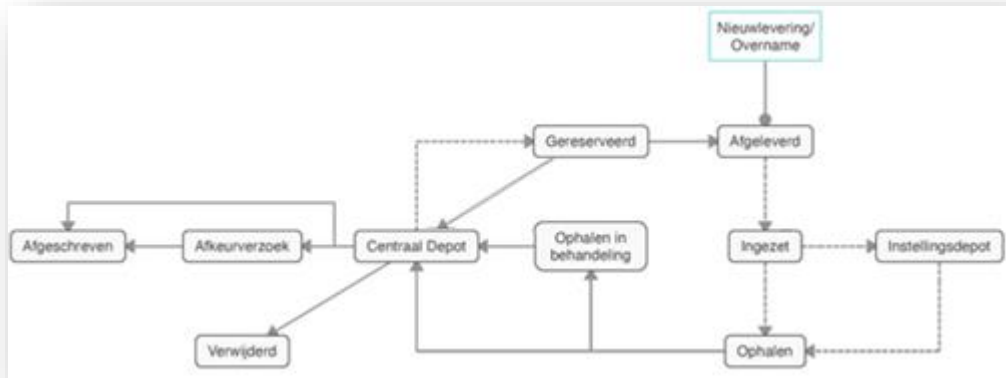 Nieuwlevering/
Overname
Gereserveerd
Afgeleverd
Afgeschreven
Afkeurverzoek
Centraal Depot
Ophalen in
behandeling
Ingezet
Instellingsdepot
Verwijderd
Ophalen